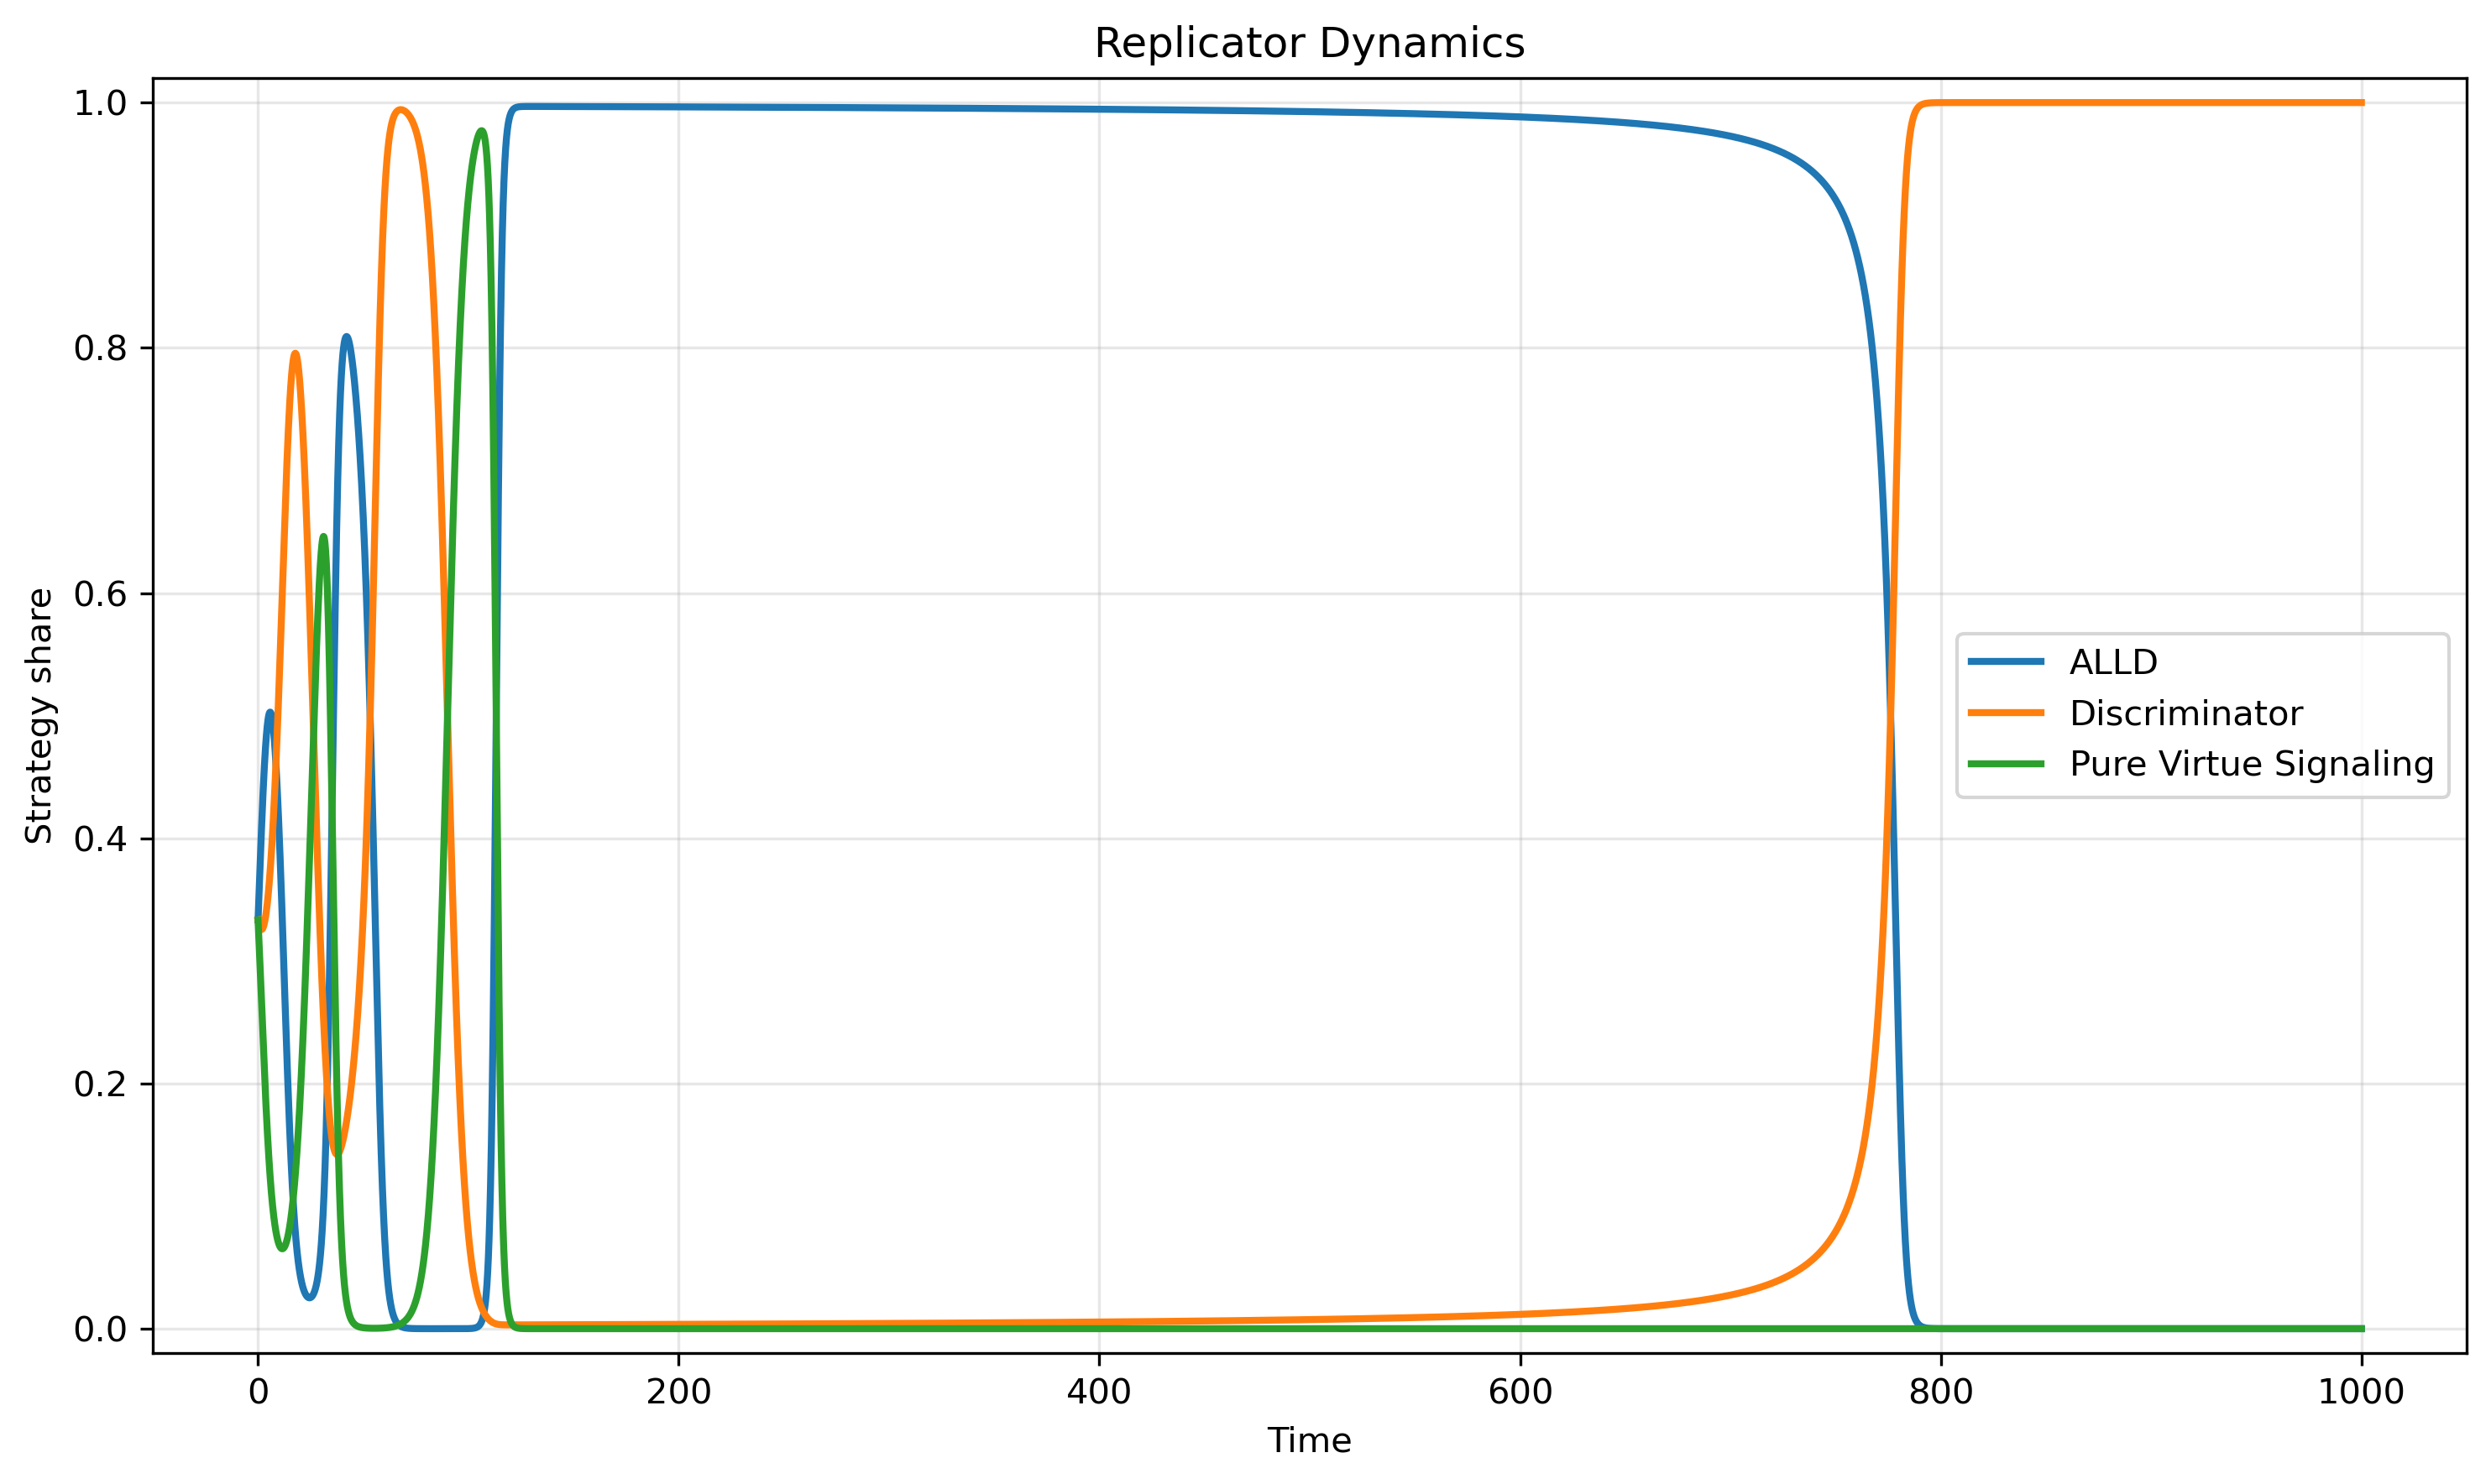 Replicator Dynamics
Strategy share
1.0
0.8
0.6
0.4
0.2
0.0
ALLD
Discriminator
Pure Virtue Signaling
0
200
400
600
800
1000
Time